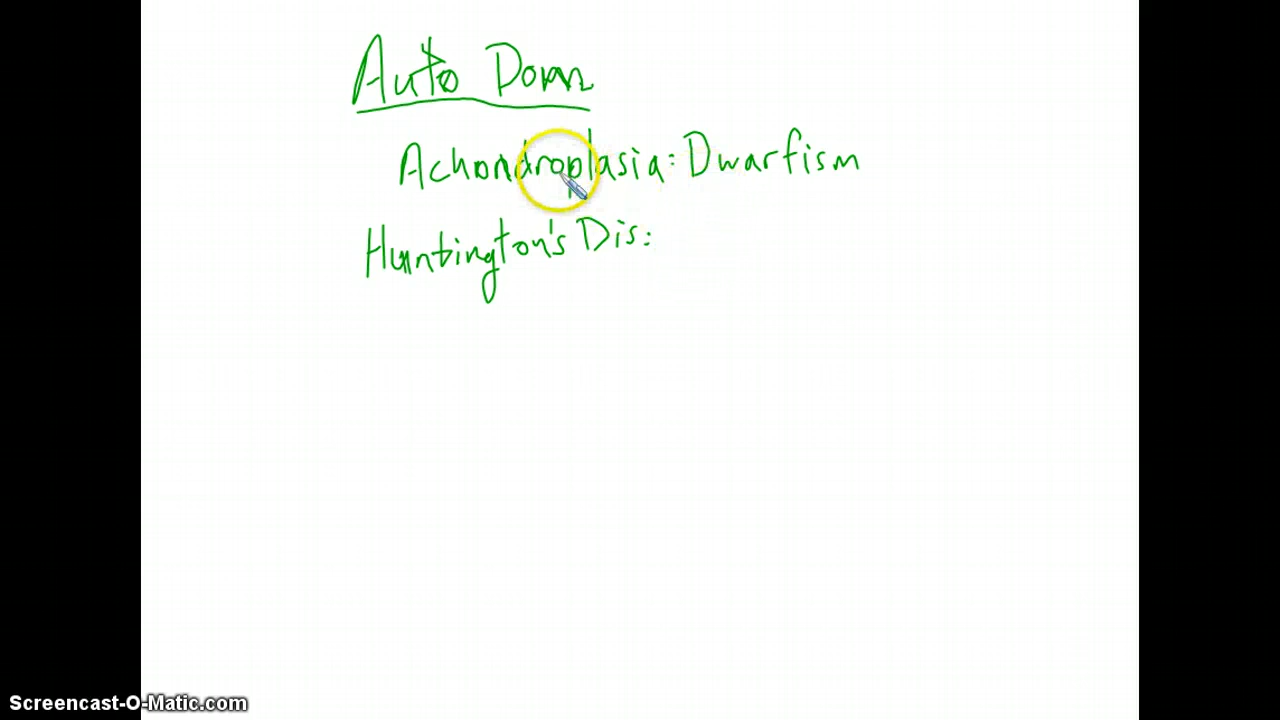 Auto Dom
Achondroplasia: Dwarfism
Huntington's Dis:
Screencast-O-Matic.com